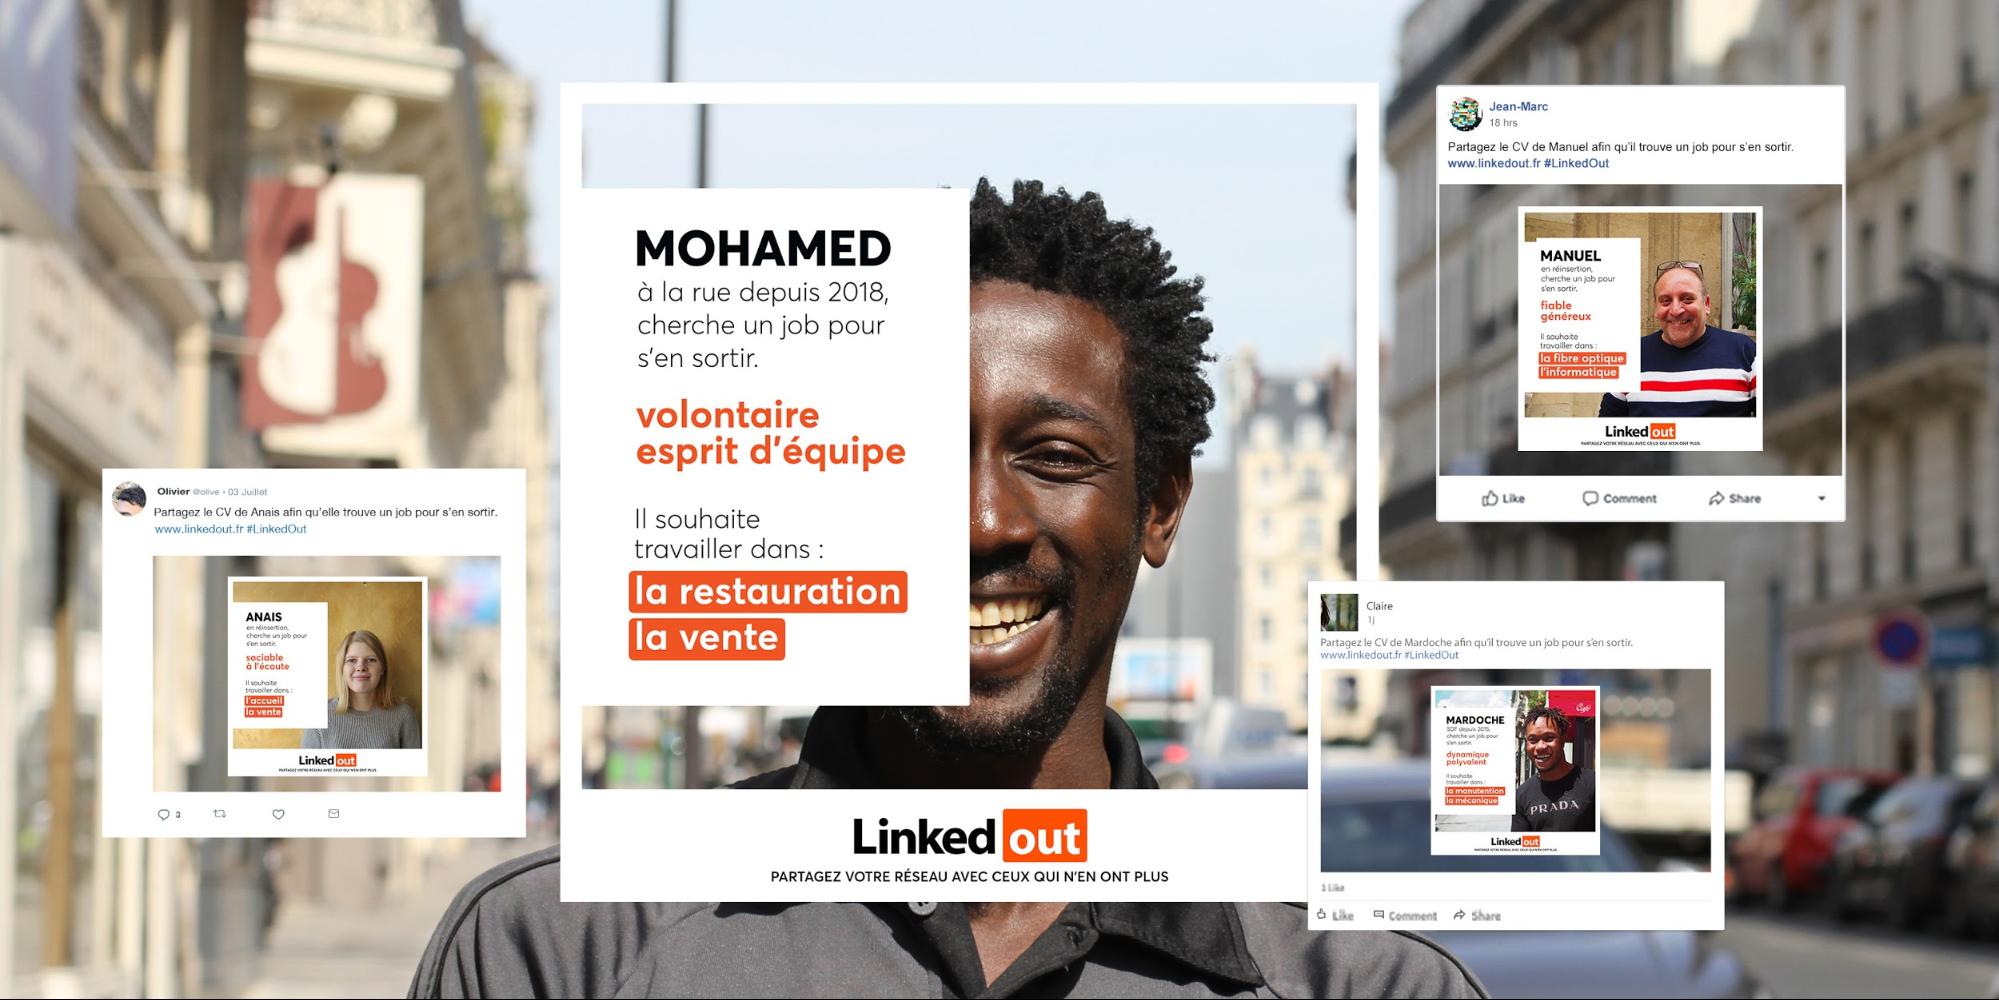 MOHAMED
à la rue depuis 2018,
cherche un job pour
s'en sortir.
volontaire
esprit d'équipe
Il souhaite
travailler dans :
la restauration
la vente
Linked out
PARTAGEZ VOTRE RÉSEAU AVEC CEUX QUI N'EN ONT PLUS
Olivier @olive • 03 Juillet
Partagez le CV de Anais afin qu'elle trouve un job pour s'en sortir.
www.linkedout.fr #LinkedOut
ANAIS
en réinsertion,
cherche un job pour
s'en sortir.
sociable
à l'écoute
Il souhaite
travailler dans :
l'accueil
la vente
Linked out
PARTAGEZ VOTRE RÉSEAU AVEC CEUX QUI N'EN ONT PLUS
3
Jean-Marc
18 hrs
Partagez le CV de Manuel afin qu'il trouve un job pour s'en sortir.
www.linkedout.fr #LinkedOut
MANUEL
en réinsertion,
cherche un job pour
s'en sortir.
fiable
généreux
Il souhaite
travailler dans :
la fibre optique
l'informatique
Linked out
PARTAGEZ VOTRE RÉSEAU AVEC CEUX QUI N'EN ONT PLUS
Like Comment Share
Claire
1j
Partagez le CV de Mardoche afin qu'il trouve un job pour s'en sortir.
www.linkedout.fr #LinkedOut
MARDOCHE
SDF depuis 2015,
cherche un job pour
s'en sortir.
dynamique
polyvalent
Il souhaite
travailler dans :
la manutention
la mécanique
PRADA
Linked out
PARTAGEZ VOTRE RÉSEAU AVEC CEUX QUI N'EN ONT PLUS
1 Like
Like Comment Share